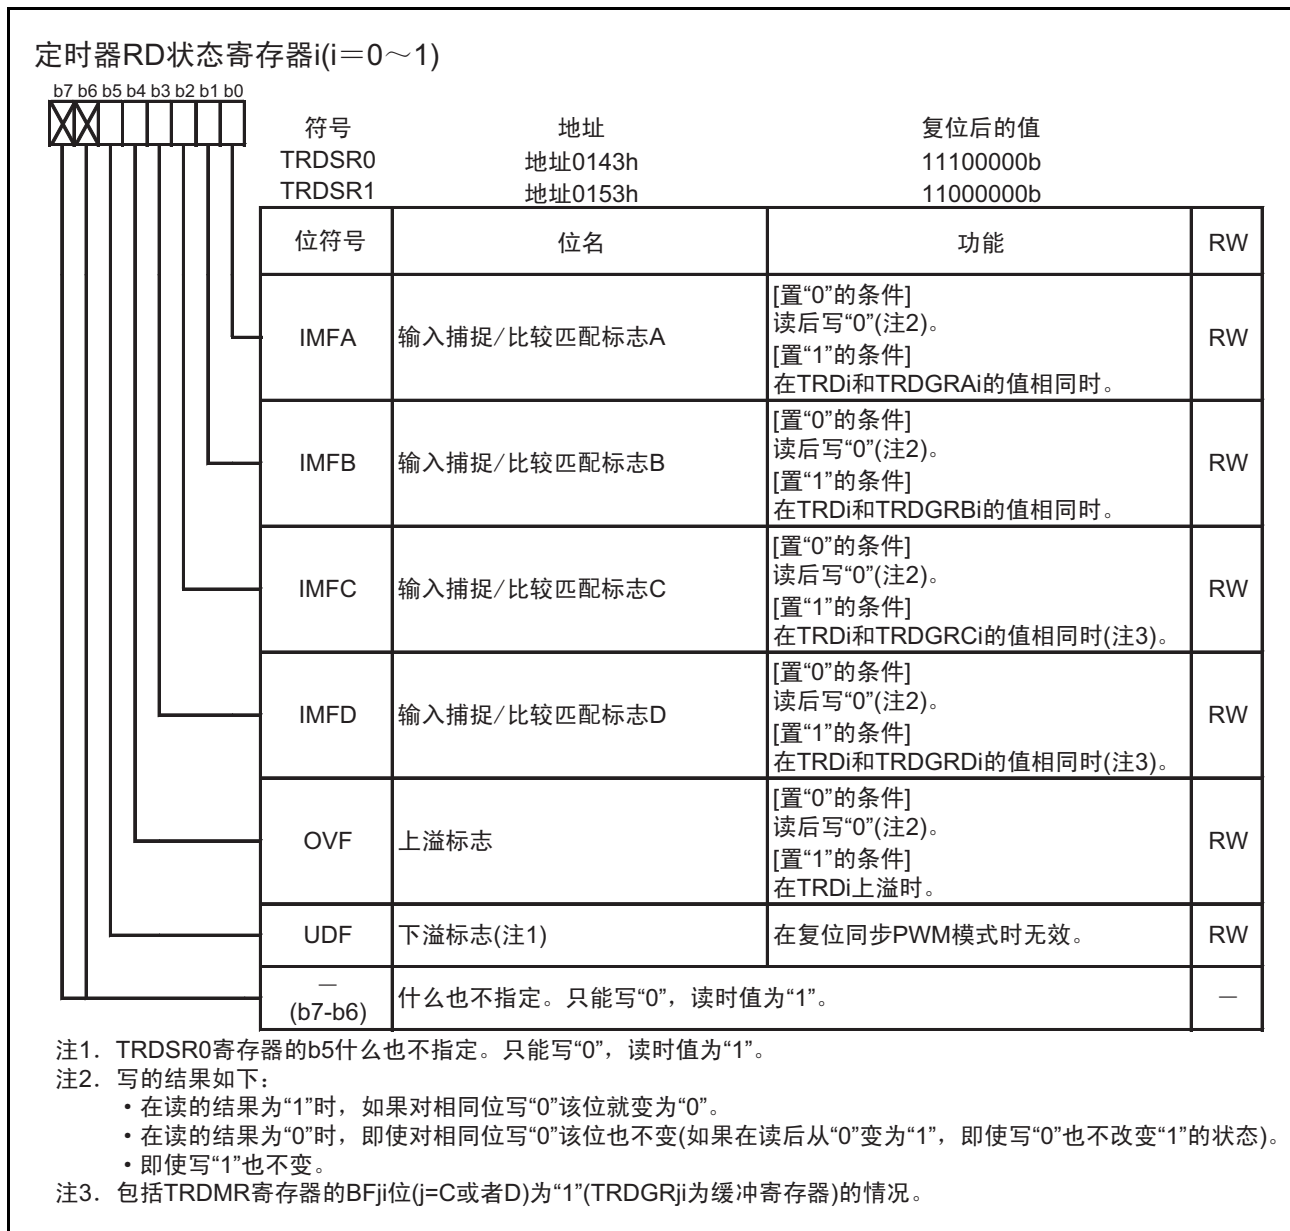 定时器RD状态寄存器i(i＝0～1)
b7 b6 b5 b4 b3 b2 b1 b0
符号 地址 复位后的值
TRDSR0 地址0143h 11100000b
TRDSR1 地址0153h 11000000b
位符号 位名 功能 RW
IMFA 输入捕捉/比较匹配标志A RW
[置“0”的条件]
读后写“0”(注2)。
[置“1”的条件]
在TRDi和TRDGRAi的值相同时。
IMFB 输入捕捉/比较匹配标志B RW
[置“0”的条件]
读后写“0”(注2)。
[置“1”的条件]
在TRDi和TRDGRBi的值相同时。
IMFC 输入捕捉/比较匹配标志C RW
[置“0”的条件]
读后写“0”(注2)。
[置“1”的条件]
在TRDi和TRDGRCi的值相同时(注3)。
IMFD 输入捕捉/比较匹配标志D RW
[置“0”的条件]
读后写“0”(注2)。
[置“1”的条件]
在TRDi和TRDGRDi的值相同时(注3)。
OVF 上溢标志 RW
[置“0”的条件]
读后写“0”(注2)。
[置“1”的条件]
在TRDi上溢时。
UDF 下溢标志(注1) 在复位同步PWM模式时无效。 RW
—
(b7-b6) 什么也不指定。只能写“0”，读时值为“1”。 —
注1．TRDSR0寄存器的b5什么也不指定。只能写“0”，读时值为“1”。
注2．写的结果如下：
・在读的结果为“1”时，如果对相同位写“0”该位就变为“0”。
・在读的结果为“0”时，即使对相同位写“0”该位也不变(如果在读后从“0”变为“1”，即使写“0”也不改变“1”的状态)。
・即使写“1”也不变。
注3．包括TRDMR寄存器的BFji位(j=C或者D)为“1”(TRDGRji为缓冲寄存器)的情况。